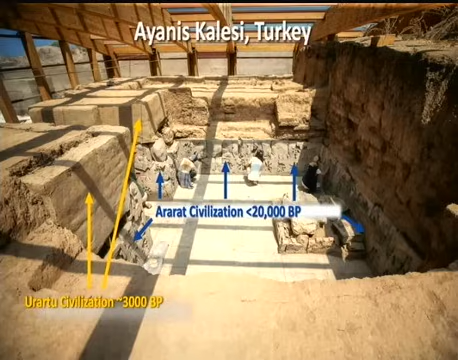 Ayanis Kalesi, Turkey
Ararat Civilization <20,000 BP
Urartu Civilization ~3000 BP